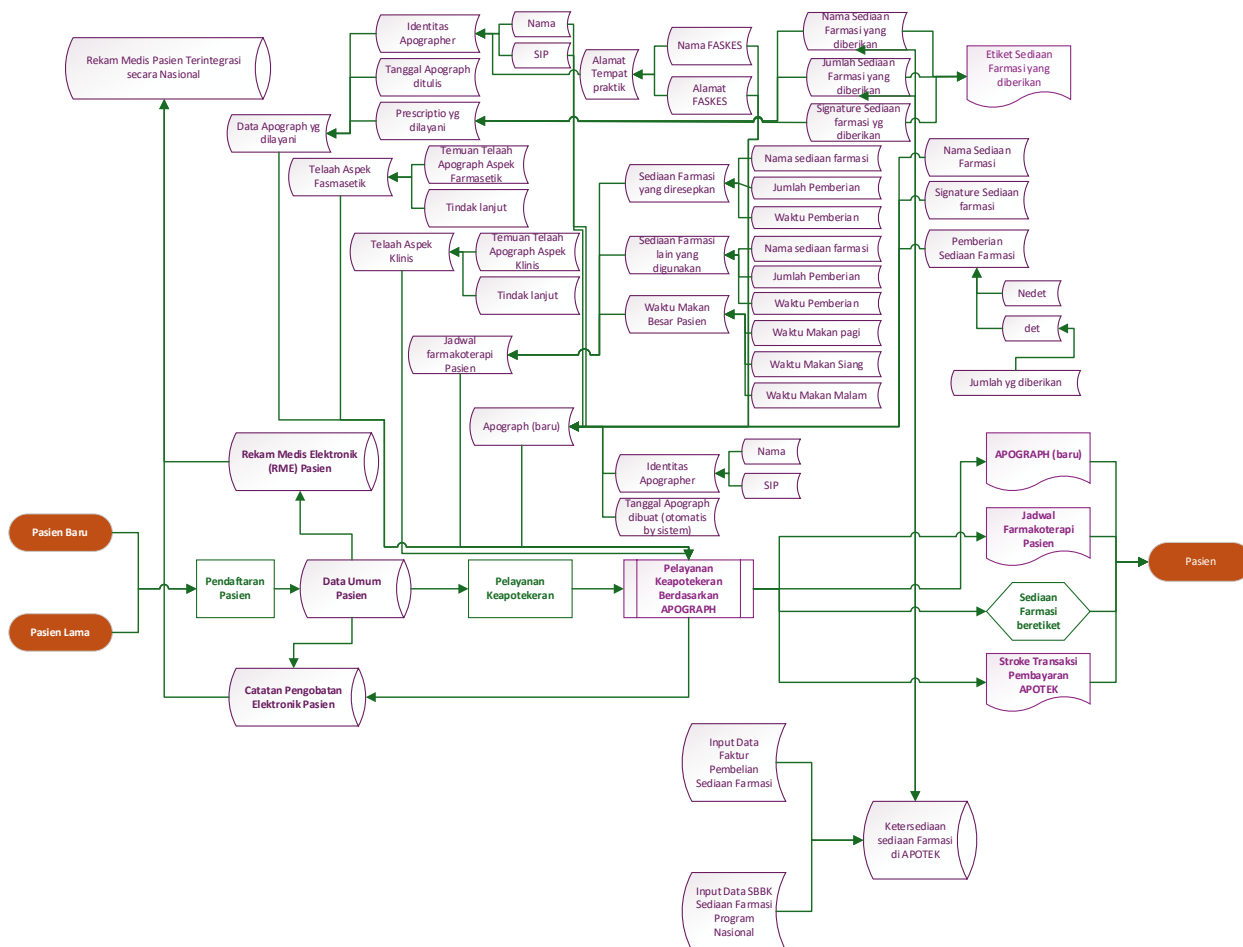 Rekam Medis Pasien Terintegrasi
secara Nasional
Identitas
Apographer
Nama
SIP
Tanggal Apograph
ditulis
Prescriptio yg dilayani
Data Apograph yg
dilayani
Alamat
Tempat
praktik
Nama FASKES
Alamat
FASKES
Nama Sediaan
Farmasi yang
diberikan
Jumlah Sediaan
Farmasi yang
diberikan
Signature Sediaan
farmasi yg
diberikan
Etiket Sediaan
Farmasi yang
diberikan
Telaah Aspek
Fasmasetik
Temuan Telaah
Apograph Aspek
Farmasetik
Tindak lanjut
Telaah Aspek
Klinis
Temuan Telaah
Apograph Aspek
Klinis
Tindak lanjut
Sediaan Farmasi
yang diresepkan
Nama sediaan farmasi
Jumlah Pemberian
Waktu Pemberian
Sediaan Farmasi
lain yang
digunakan
Nama sediaan farmasi
Jumlah Pemberian
Waktu Pemberian
Waktu Makan
Besar Pasien
Waktu Makan pagi
Waktu Makan Siang
Waktu Makan Malam
Nama Sediaan
Farmasi
Signature Sediaan
farmasi
Pemberian
Sediaan Farmasi
Nedet
det
Jumlah yg diberikan
Jadwal
farmakoterapi
Pasien
Apograph (baru)
Identitas
Apographer
Nama
SIP
Tanggal Apograph
dibuat (otomatis
by sistem)
Rekam Medis Elektronik
(RME) Pasien
Pasien Baru
Pasien Lama
Pendaftaran
Pasien
Data Umum
Pasien
Pelayanan
Keapotekeran
Pelayanan
Keapotekeran
Berdasarkan
APOGRAPH
Catatan Pengobatan
Elektronik Pasien
APOGRAPH (baru)
Jadwal
Farmakoterapi
Pasien
Sediaan
Farmasi
beretiket
Stroke Transaksi
Pembayaran
APOTEK
Pasien
Input Data
Faktur
Pembelian
Sediaan Farmasi
Ketersediaan
sediaan Farmasi
di APOTEK
Input Data SBBK
Sediaan Farmasi
Program
Nasional